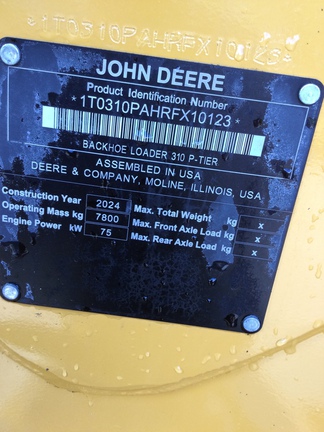 *1T0310PAHRFX10123*
JOHN DEERE
Product Identification Number
*1T0310PAHRFX10123*
BACKHOE LOADER 310 P-TIER
ASSEMBLED IN USA
DEERE & COMPANY, MOLINE, ILLINOIS, USA
Construction Year 2024 Max. Total Weight kg x
Operating Mass kg 7800 Max. Front Axle Load kg x
Engine Power kW 75 Max. Rear Axle Load kg x